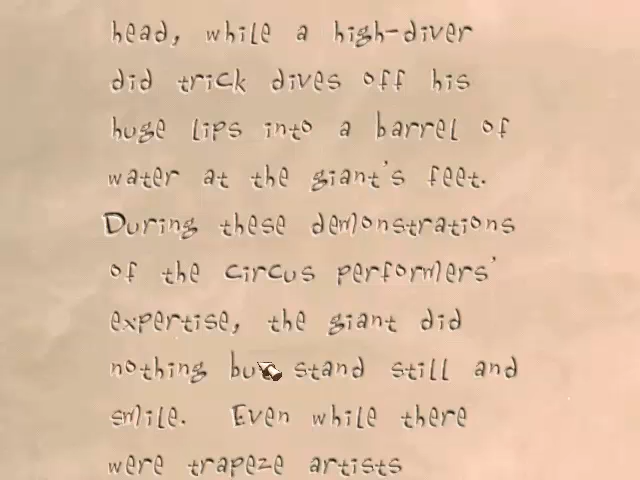 head, while a high-diver
did trick dives off his
huge lips into a barrel of
water at the giant's feet.
During these demonstrations
of the circus performers'
expertise, the giant did
nothing but stand still and
smile. Even while there
were trapeze artists